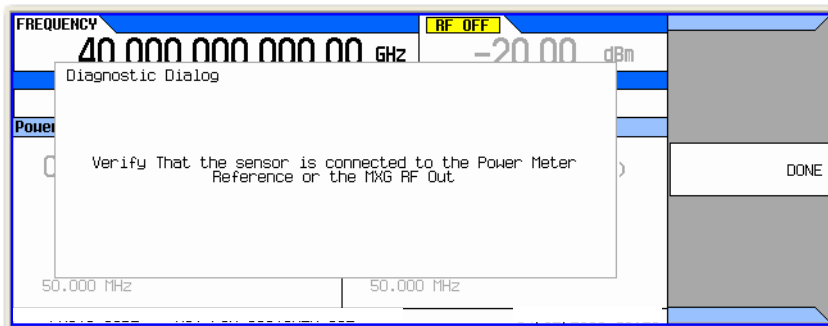 FREQUENCY
RF OFF
40.000 000 000 00 GHz
-20.00 dBm
Diagnostic Dialog
Verify That the sensor is connected to the Power Meter
Reference or the MXG RF Out
DONE
50.000 MHz
50.000 MHz